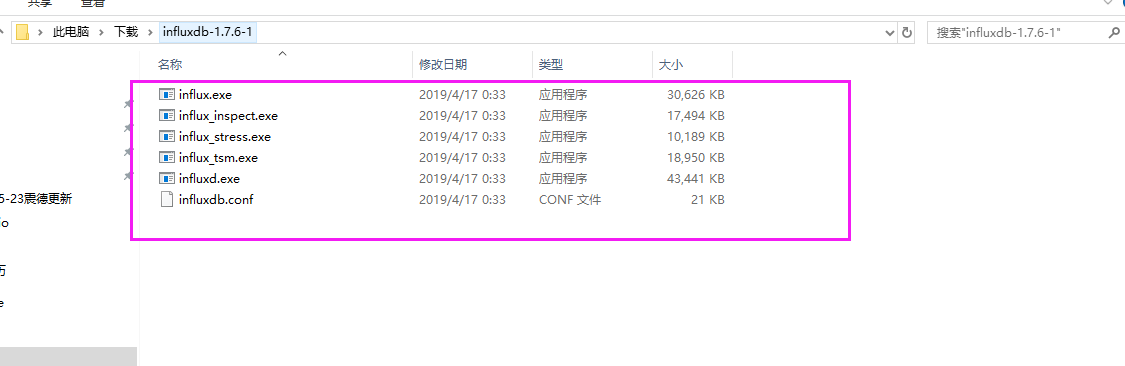 共享 查看
此电脑 > 下载 > influxdb-1.7.6-1 搜索"influxdb-1.7.6-1"
名称 修改日期 类型 大小
influx.exe 2019/4/17 0:33 应用程序 30,626 KB
influx_inspect.exe 2019/4/17 0:33 应用程序 17,494 KB
influx_stress.exe 2019/4/17 0:33 应用程序 10,189 KB
influx_tsm.exe 2019/4/17 0:33 应用程序 18,950 KB
influxd.exe 2019/4/17 0:33 应用程序 43,441 KB
influxdb.conf 2019/4/17 0:33 CONF 文件 21 KB
5-23震德更新
io
历
e